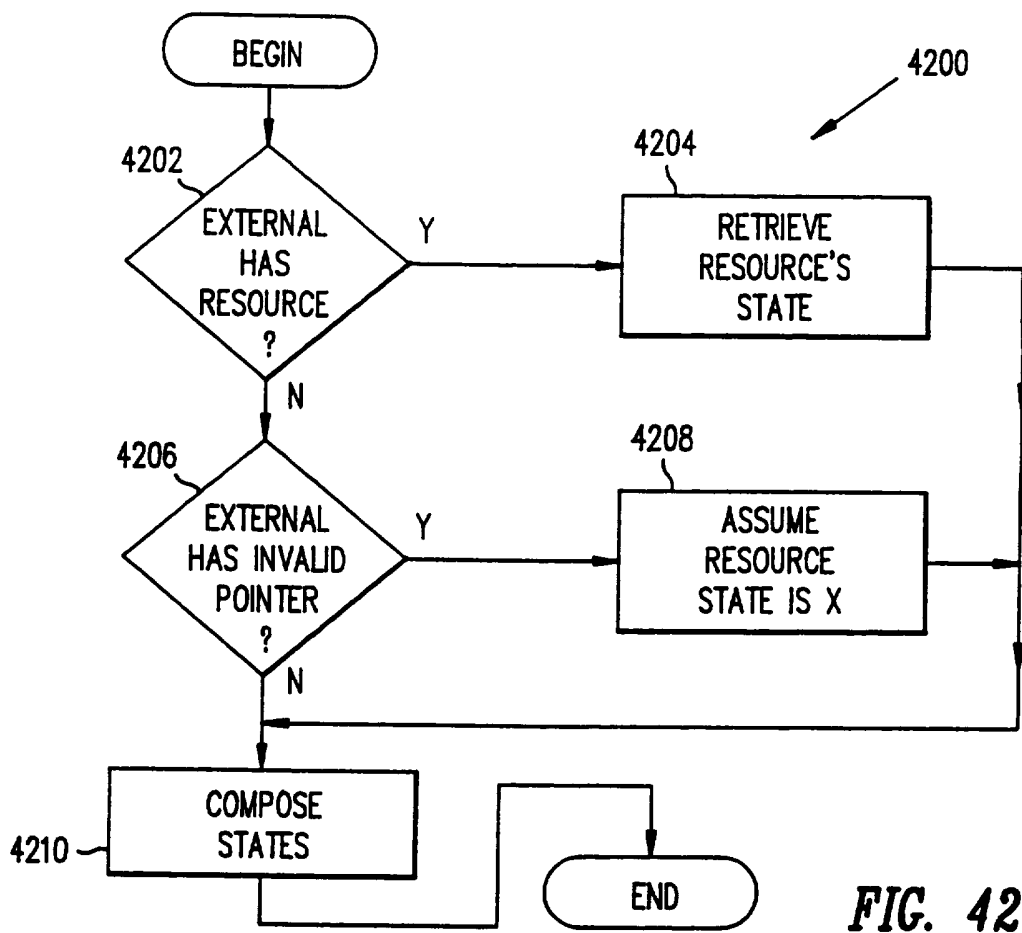 BEGIN
4200
4202
EXTERNAL
HAS
RESOURCE
?
Y
4204
RETRIEVE
RESOURCE'S
STATE
N
4206
EXTERNAL
HAS INVALID
POINTER
?
Y
4208
ASSUME
RESOURCE
STATE IS X
N
COMPOSE
STATES
4210
END
FIG. 42